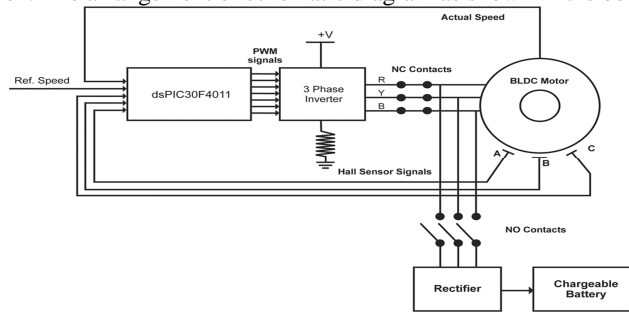 Actual Speed
PWM
signals
+V
NC Contacts
Ref. Speed
dsPIC30F4011
3 Phase
Inverter
R
Y
B
BLDC Motor
A
B
C
Hall Sensor Signals
NO Contacts
Rectifier
Chargeable
Battery